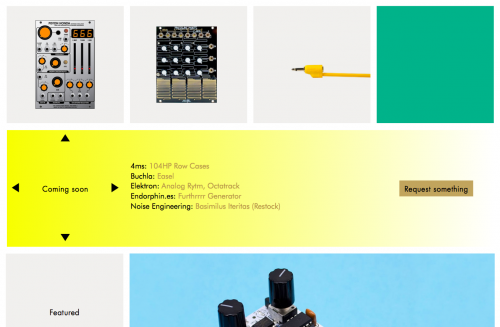 666
Coming soon
4ms: 104HP Raw Cases
Buchla: Easel
Elektron: Analog Rytm, Octatrack
Endorphin.es: Furthrrrr Generator
Noise Engineering: Basimilus Iteritas (Restock)
Request something
Featured